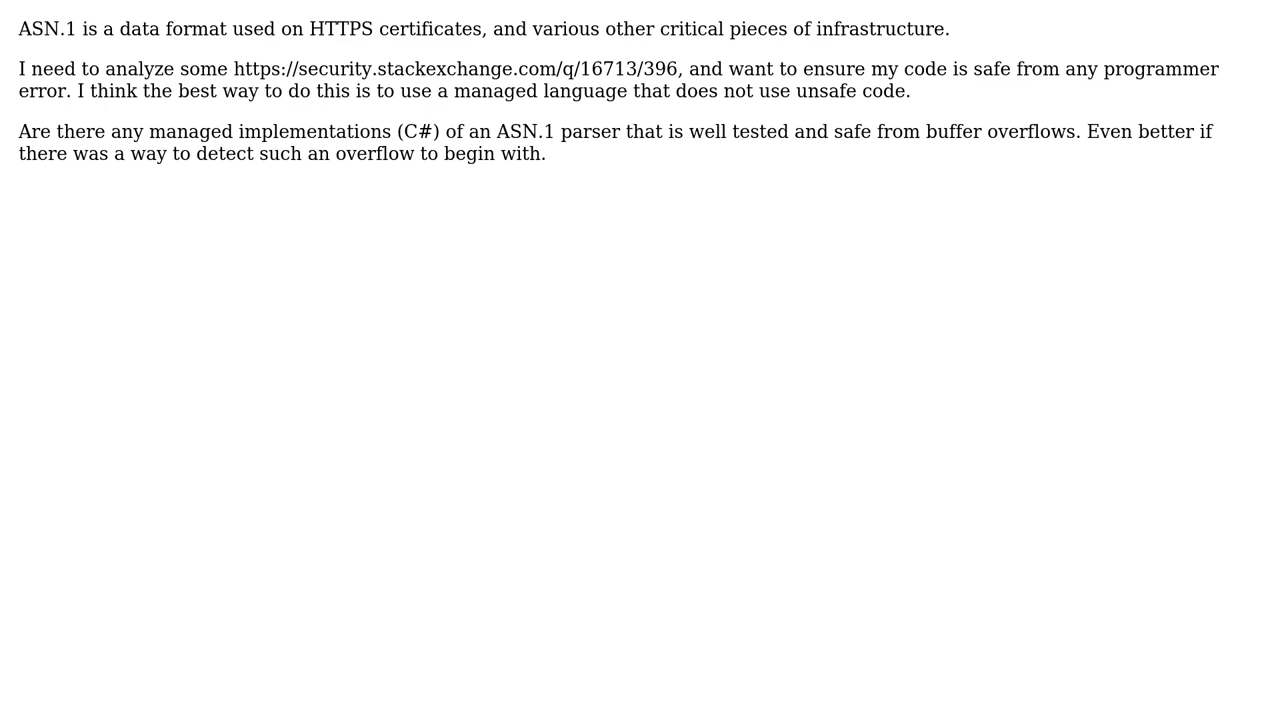 ASN.1 is a data format used on HTTPS certificates, and various other critical pieces of infrastructure.
I need to analyze some https://security.stackexchange.com/q/16713/396, and want to ensure my code is safe from any programmer
error. I think the best way to do this is to use a managed language that does not use unsafe code.
Are there any managed implementations (C#) of an ASN.1 parser that is well tested and safe from buffer overflows. Even better if
there was a way to detect such an overflow to begin with.